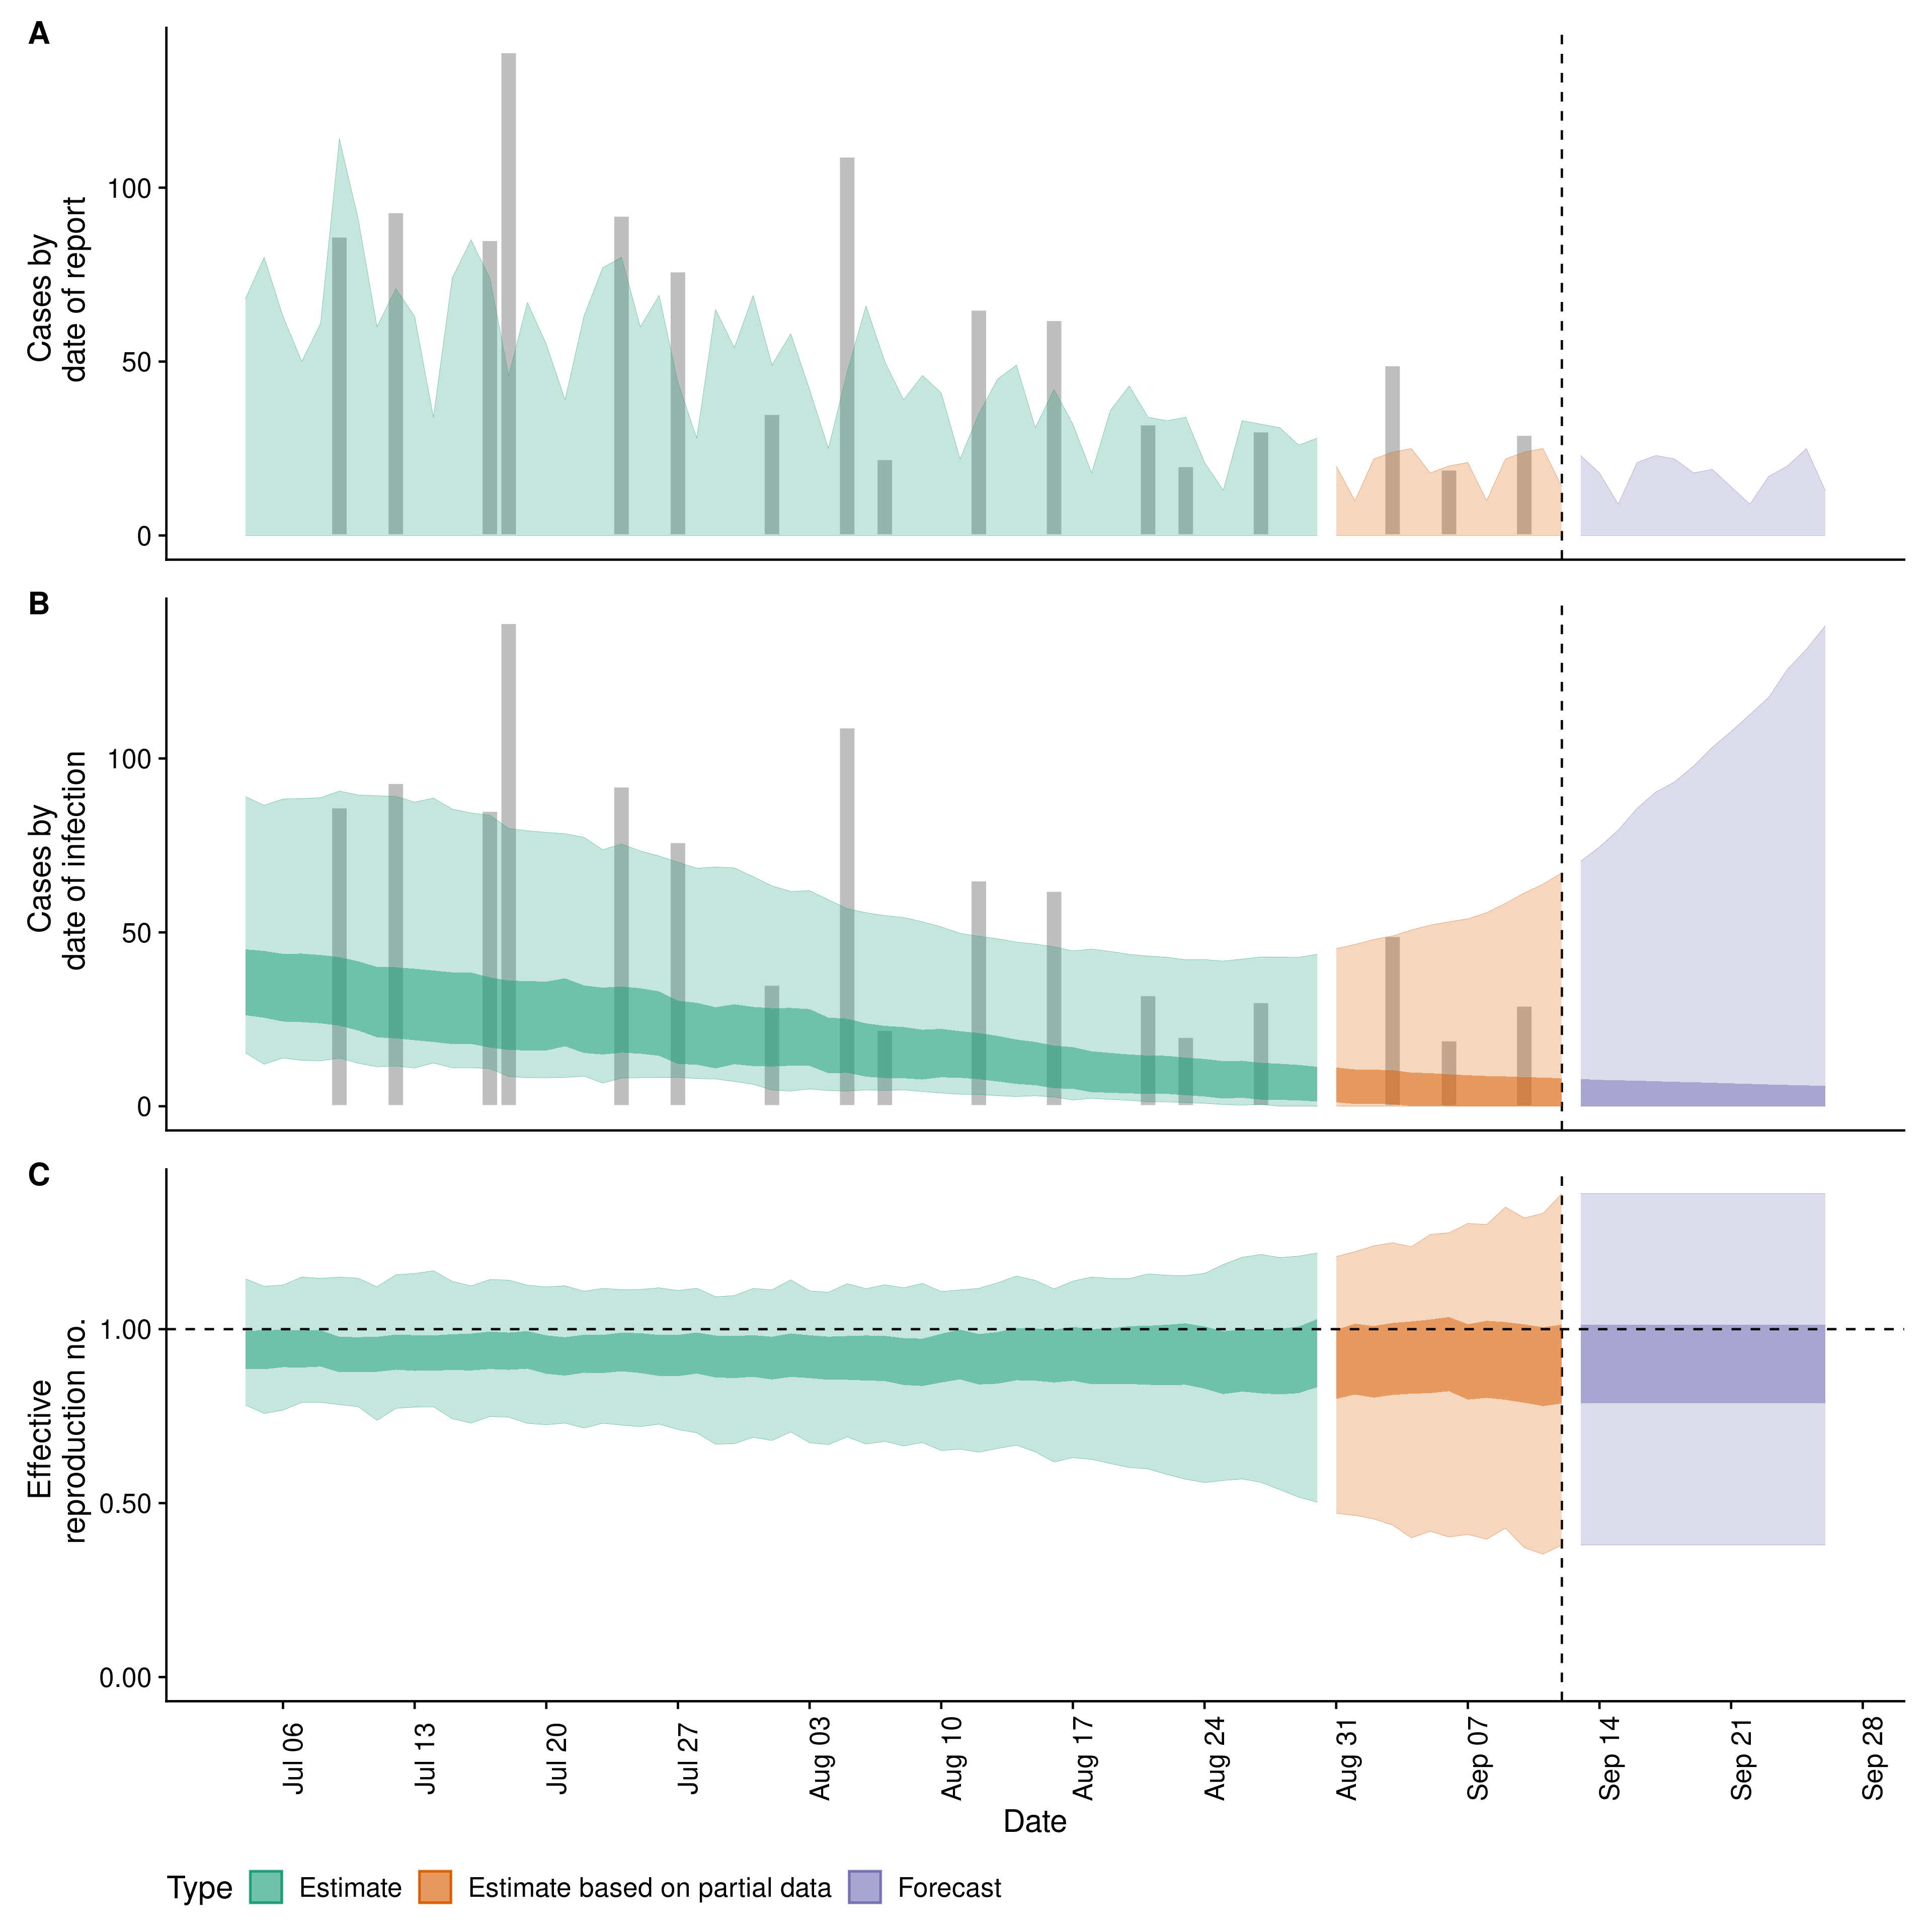 A
Cases by
date of report
100
50
0
B
Cases by
date of infection
100
50
0
C
Effective
reproduction no.
1.00
0.50
0.00
Jul 06
Jul 13
Jul 20
Jul 27
Aug 03
Aug 10
Aug 17
Aug 24
Aug 31
Sep 07
Sep 14
Sep 21
Sep 28
Date
Type Estimate Estimate based on partial data Forecast